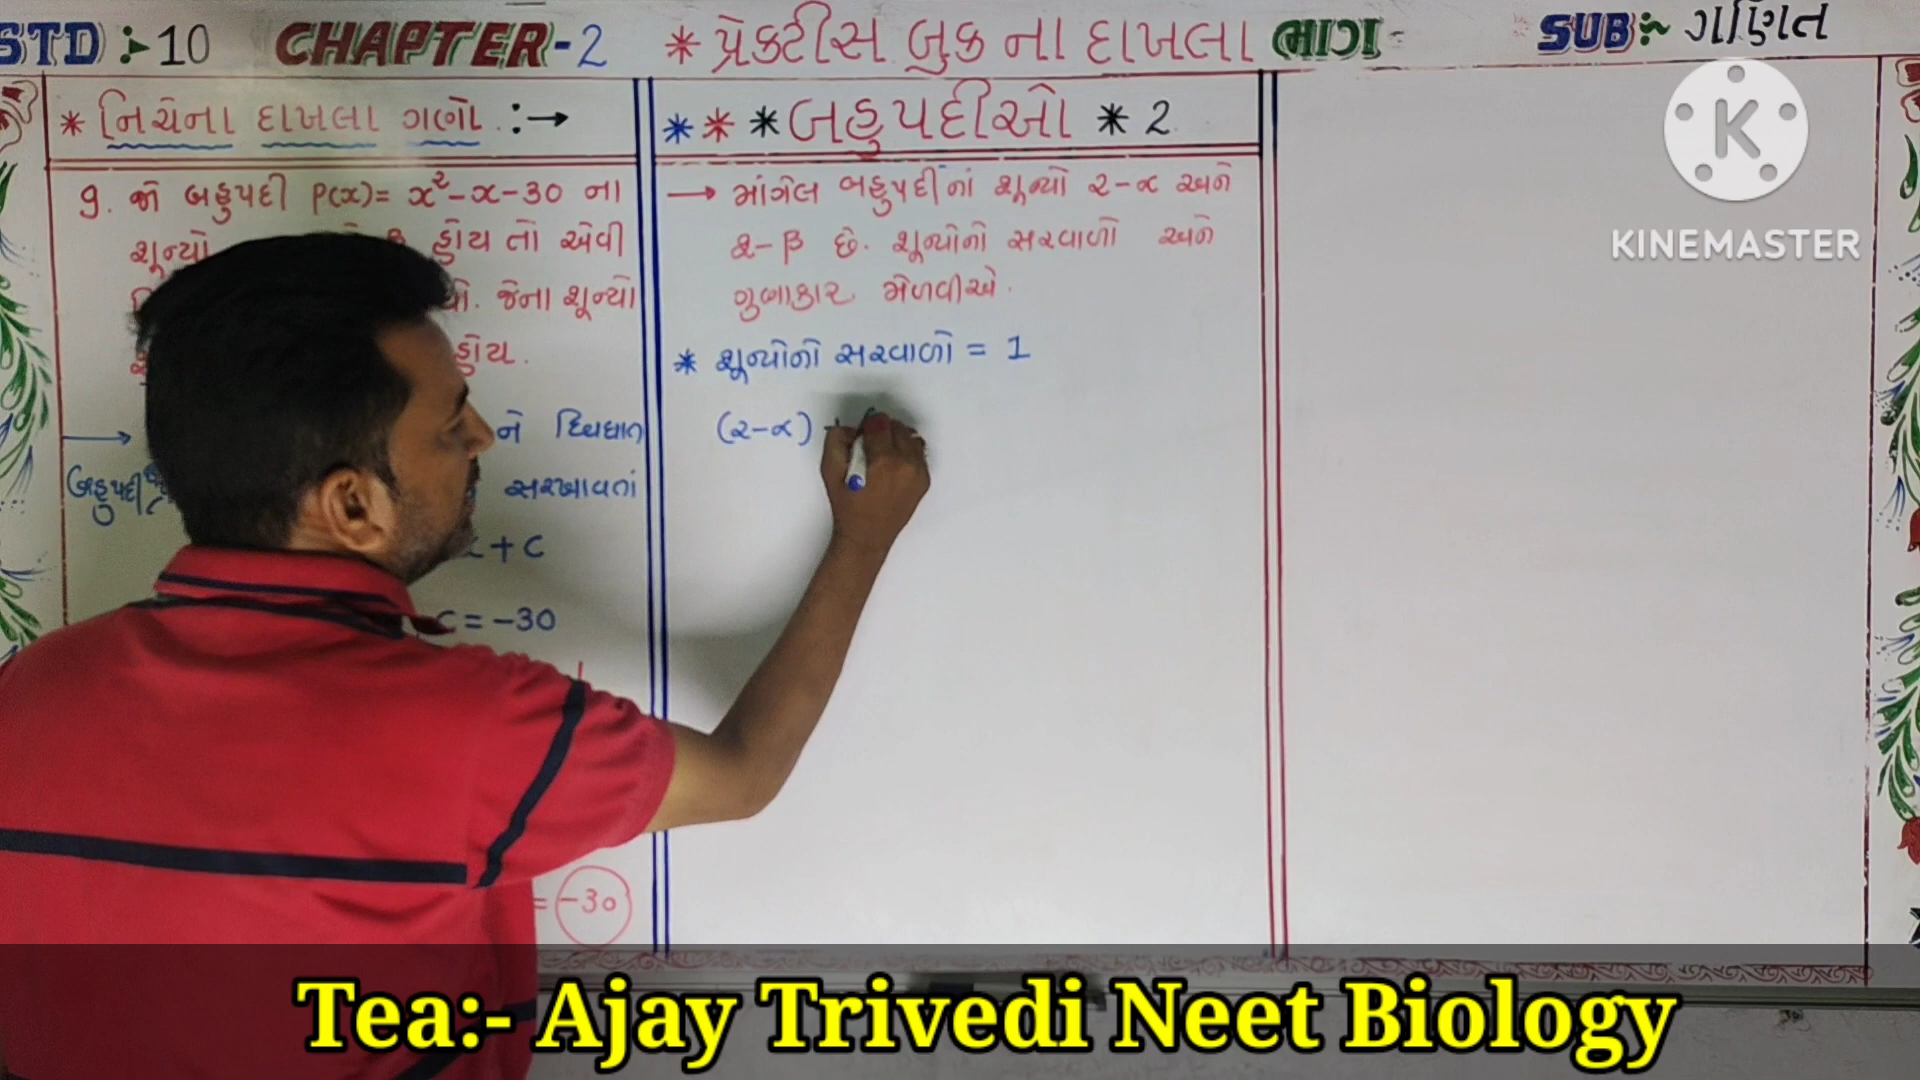 STD :- 10 CHAPTER-2 * પ્રેક્ટીસ બુક ના દાખલા ભાગ- SUB:~ ગણિત
* નિચેના દાખલા ગણો :→
9. જો બહુપદી P(x)= x²-x-30 ના
શૂન્યો β હોય તો એવી
જેના શૂન્યો
હોય.
ને દ્વિઘાત
બહુપદી સરખાવતાં
+ c
c = -30
= -30
* * * બહુપદીઓ * 2
→ માંગેલ બહુપદીનાં શૂન્યો 2-α અને
2-β છે. શૂન્યોનો સરવાળો અને
ગુણાકાર મેળવીએ.
* શૂન્યોનો સરવાળો = 1
(2-α) +
K
KINEMASTER
Tea:- Ajay Trivedi Neet Biology